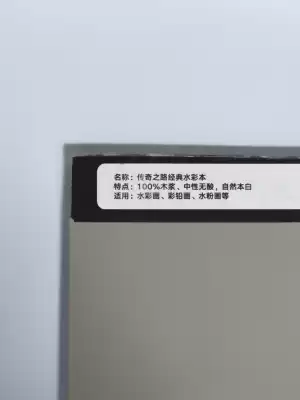 名称：传奇之路经典水彩本
特点：100%木浆、中性无酸，自然本白
适用：水彩画、彩铅画、水粉画等